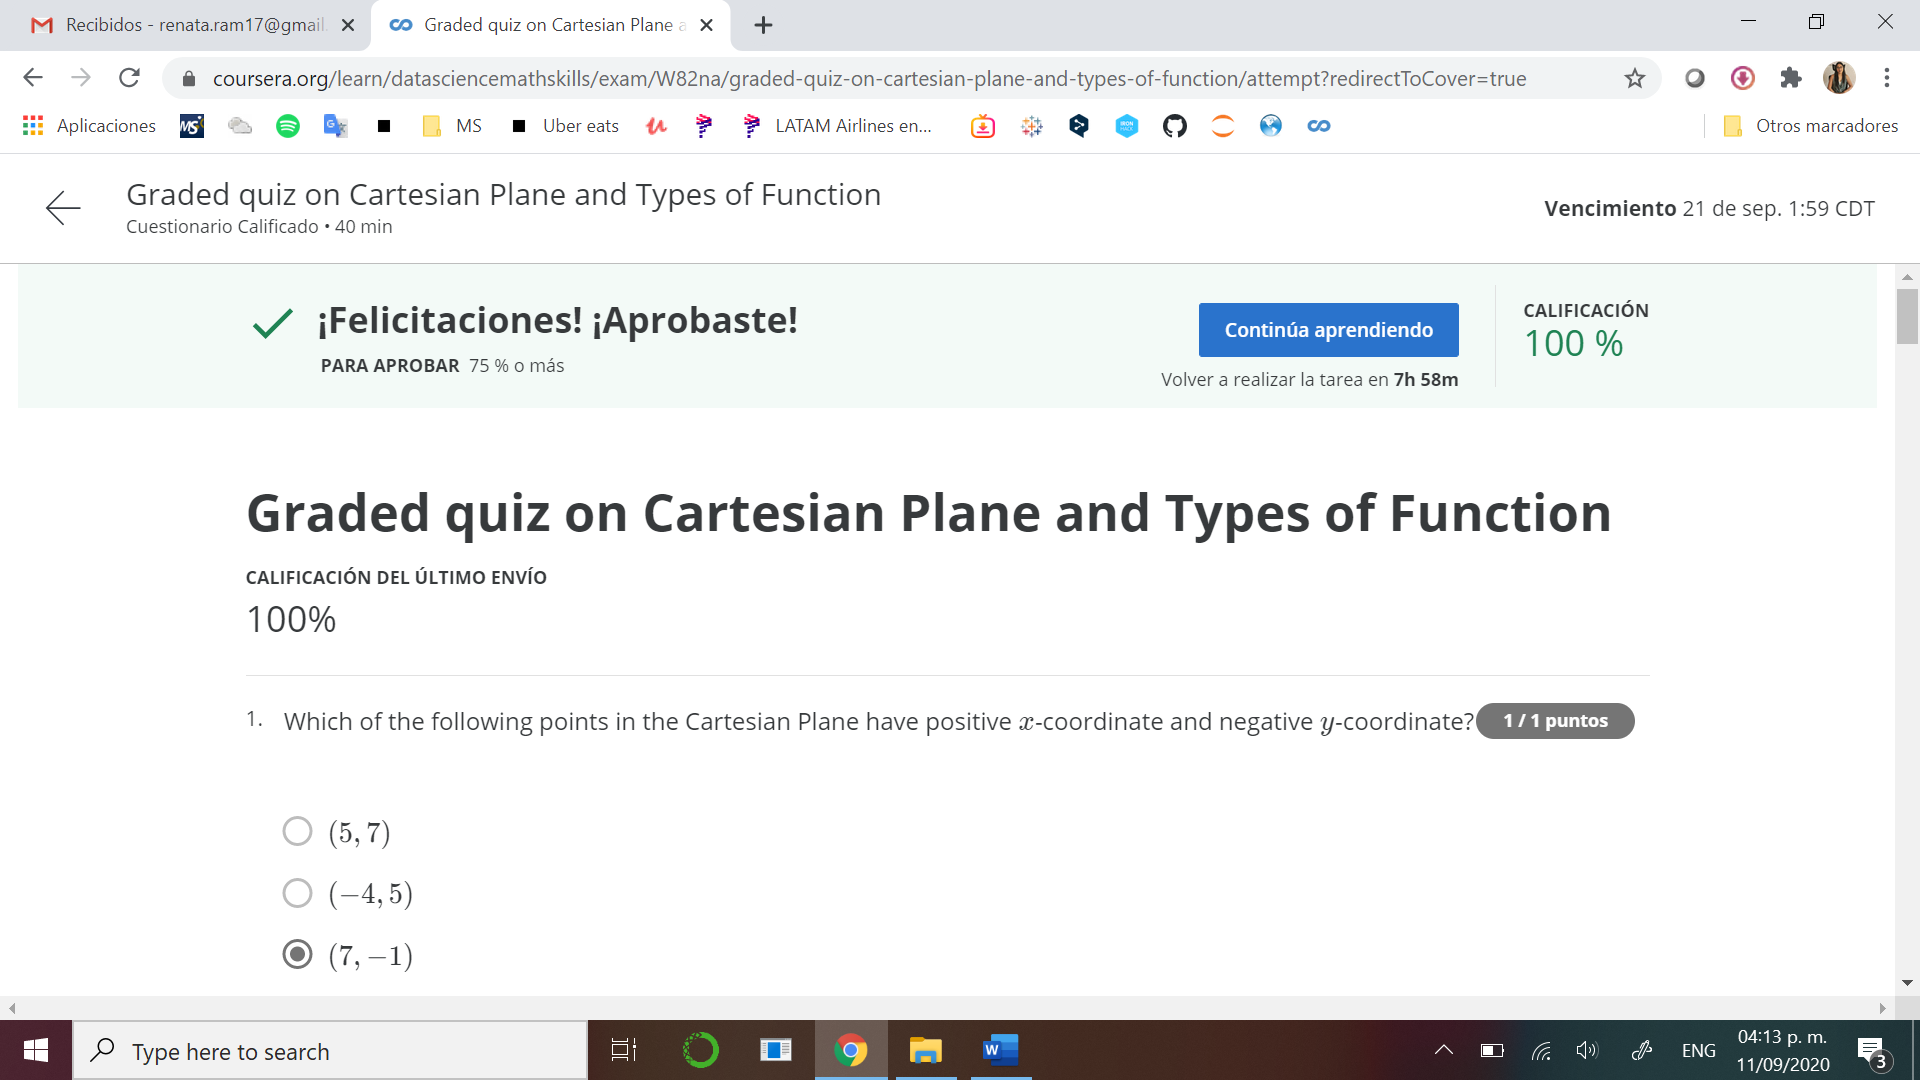 Recibidos - renata.ram17@gmail.
Graded quiz on Cartesian Plane a
coursera.org/learn/datasciencemathskills/exam/W82na/graded-quiz-on-cartesian-plane-and-types-of-function/attempt?redirectToCover=true
Aplicaciones MS MS Uber eats LATAM Airlines en... Otros marcadores
Graded quiz on Cartesian Plane and Types of Function
Cuestionario Calificado • 40 min
Vencimiento 21 de sep. 1:59 CDT
¡Felicitaciones! ¡Aprobaste!
PARA APROBAR 75 % o más
Continúa aprendiendo
Volver a realizar la tarea en 7h 58m
CALIFICACIÓN
100 %
Graded quiz on Cartesian Plane and Types of Function
CALIFICACIÓN DEL ÚLTIMO ENVÍO
100%
1. Which of the following points in the Cartesian Plane have positive x-coordinate and negative y-coordinate? 1 / 1 puntos
(5, 7)
(−4, 5)
(7, −1)
Type here to search
W
ENG
04:13 p. m.
11/09/2020
3